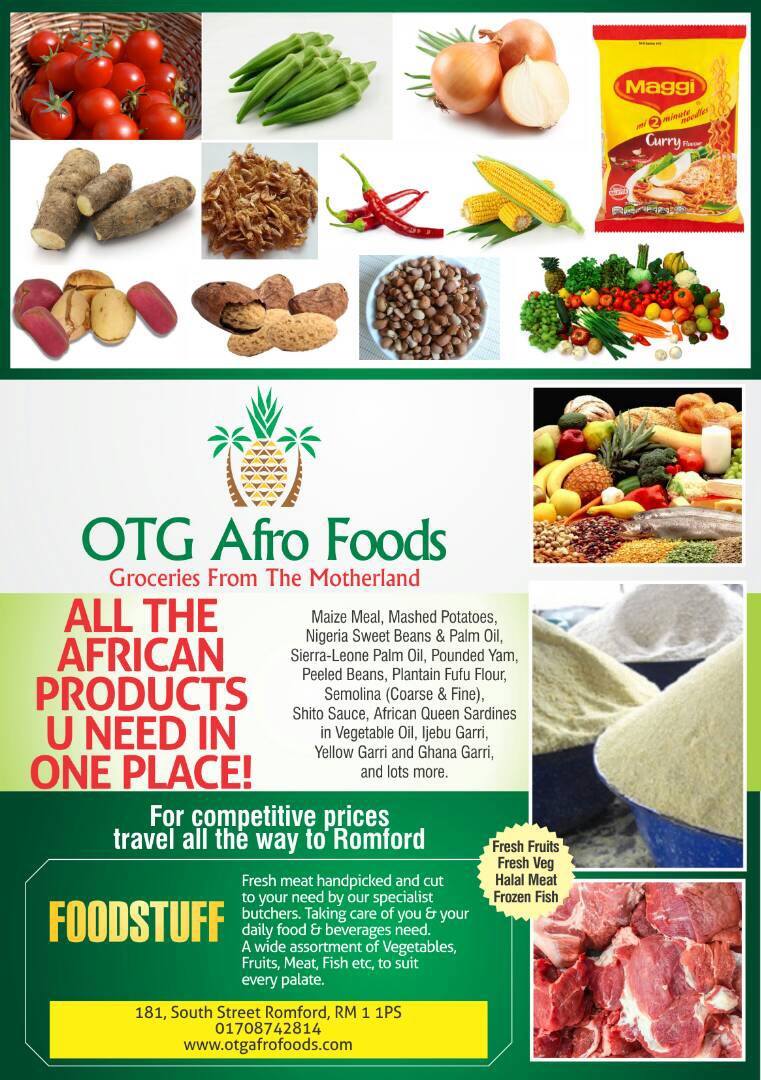 Maggi
mi 2 minute noodles
Curry Flavour
OTG Afro Foods
Groceries From The Motherland
ALL THE
AFRICAN
PRODUCTS
U NEED IN
ONE PLACE!
Maize Meal, Mashed Potatoes,
Nigeria Sweet Beans & Palm Oil,
Sierra-Leone Palm Oil, Pounded Yam,
Peeled Beans, Plantain Fufu Flour,
Semolina (Coarse & Fine),
Shito Sauce, African Queen Sardines
in Vegetable Oil, Ijebu Garri,
Yellow Garri and Ghana Garri,
and lots more.
For competitive prices
travel all the way to Romford
Fresh Fruits
Fresh Veg
Halal Meat
Frozen Fish
FOODSTUFF
Fresh meat handpicked and cut
to your need by our specialist
butchers. Taking care of you & your
daily food & beverages need.
A wide assortment of Vegetables,
Fruits, Meat, Fish etc, to suit
every palate.
181, South Street Romford, RM 1 1PS
01708742814
www.otgafrofoods.com